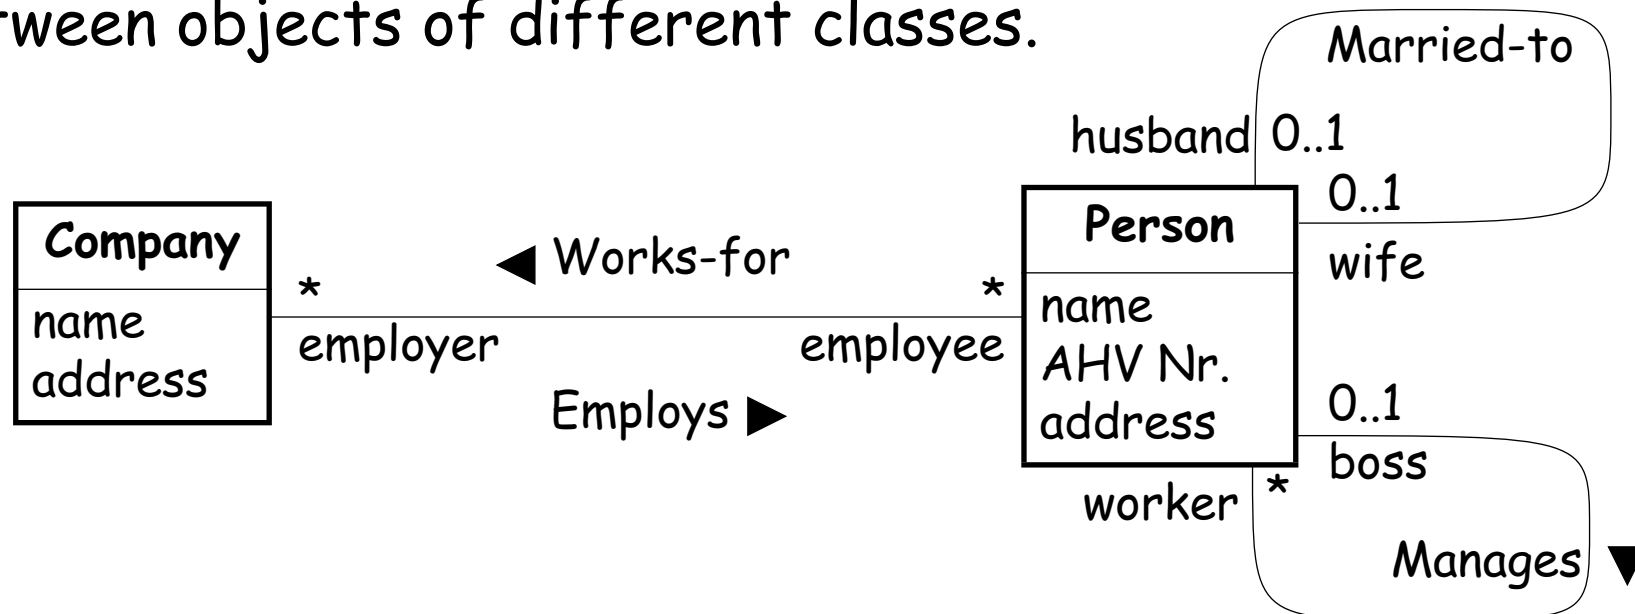 between objects of different classes.
Married-to
husband 0..1
0..1
wife
Company
name
address
* Works-for *
employer employee
Employs
Person
name
AHV Nr.
address
0..1
boss
worker *
Manages